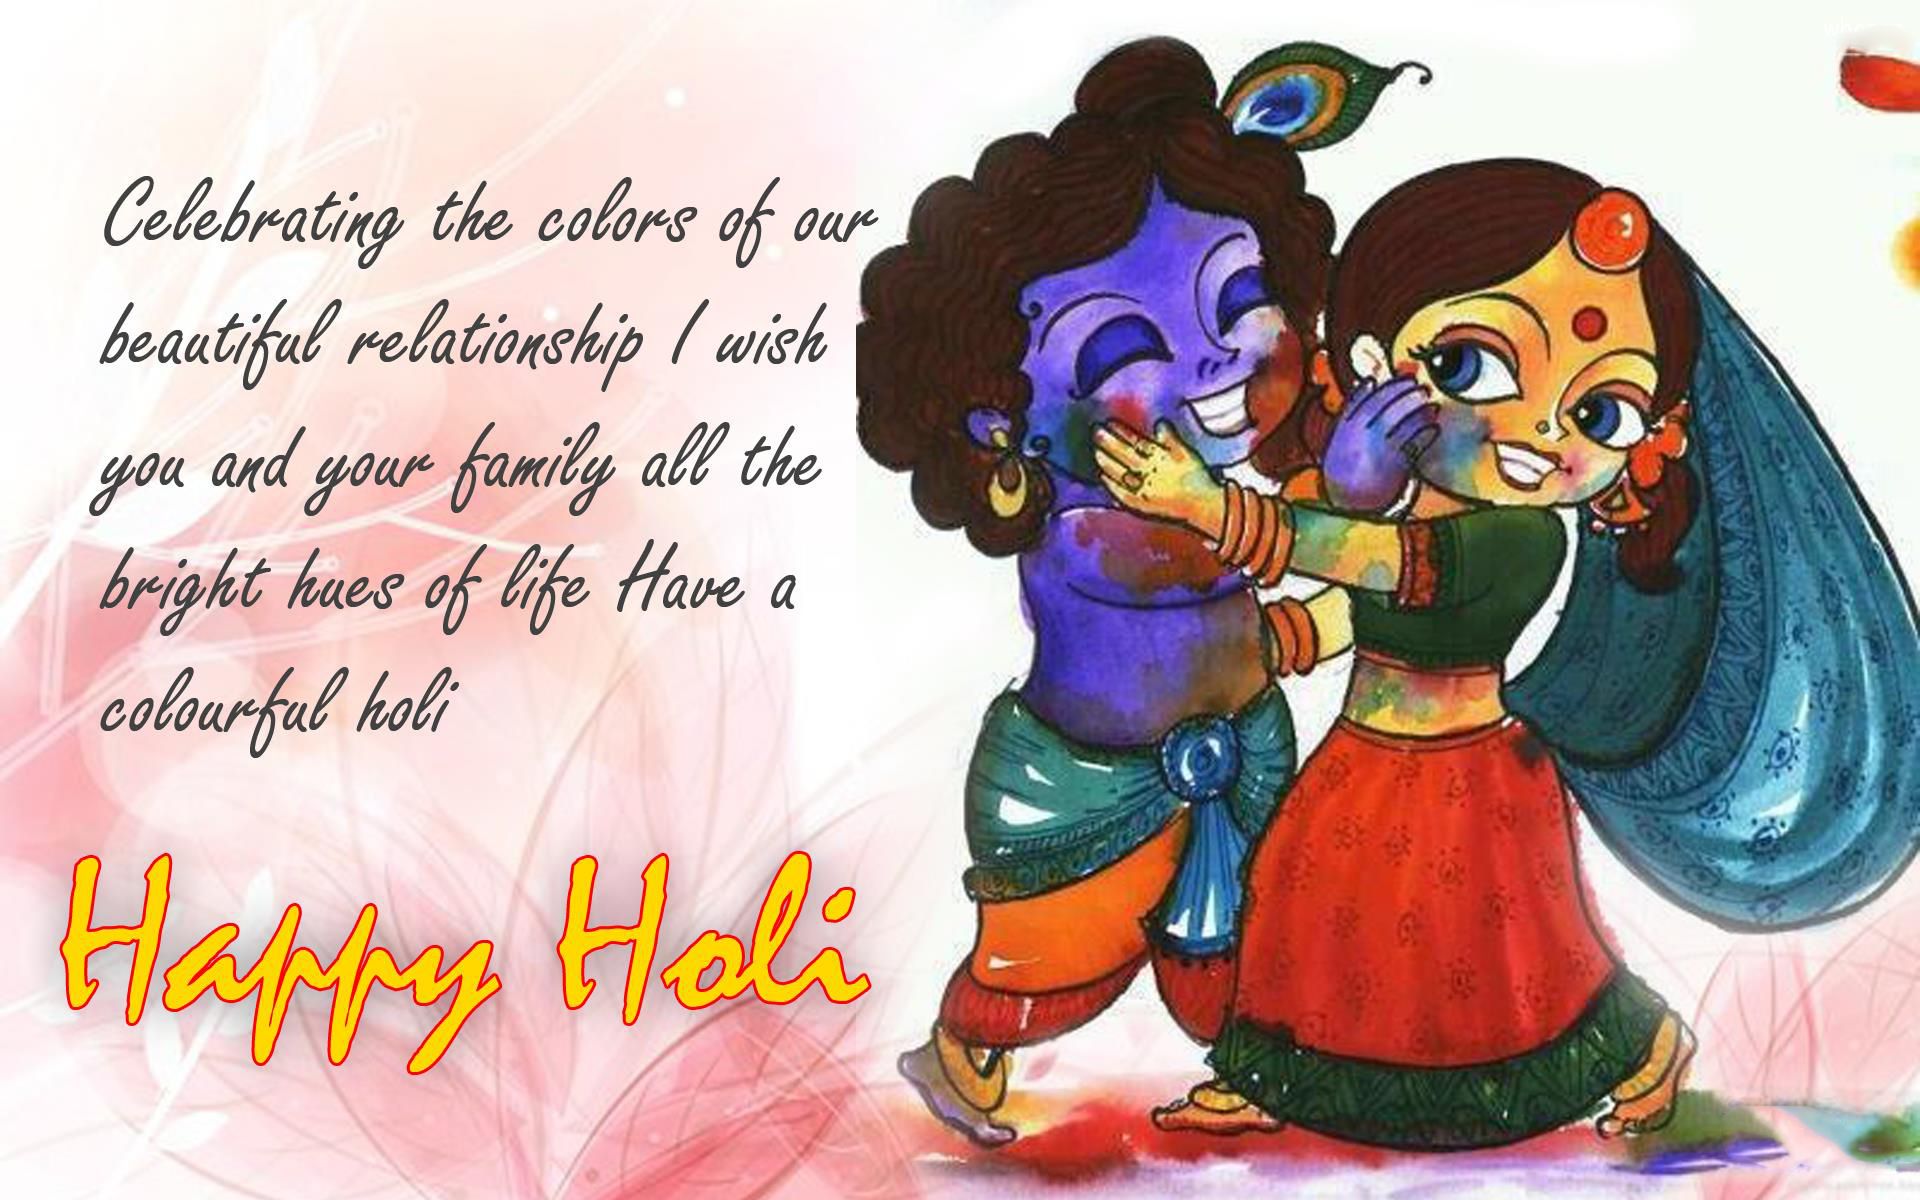 Celebrating the colors of our
beautiful relationship I wish
you and your family all the
bright hues of life Have a
colourful holi
Happy Holi